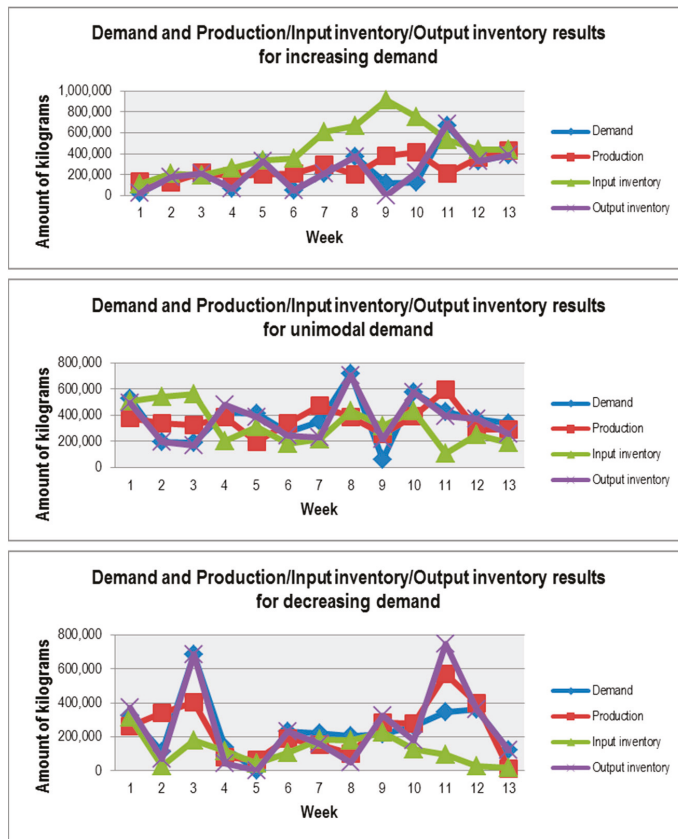 Demand and Production/Input inventory/Output inventory results
for increasing demand
Amount of kilograms
1,000,000
800,000
600,000
400,000
200,000
0
1 2 3 4 5 6 7 8 9 10 11 12 13
Week
Demand
Production
Input inventory
Output inventory
Demand and Production/Input inventory/Output inventory results
for unimodal demand
Amount of kilograms
800,000
600,000
400,000
200,000
0
1 2 3 4 5 6 7 8 9 10 11 12 13
Week
Demand
Production
Input inventory
Output inventory
Demand and Production/Input inventory/Output inventory results
for decreasing demand
Amount of kilograms
800,000
600,000
400,000
200,000
0
1 2 3 4 5 6 7 8 9 10 11 12 13
Week
Demand
Production
Input inventory
Output inventory